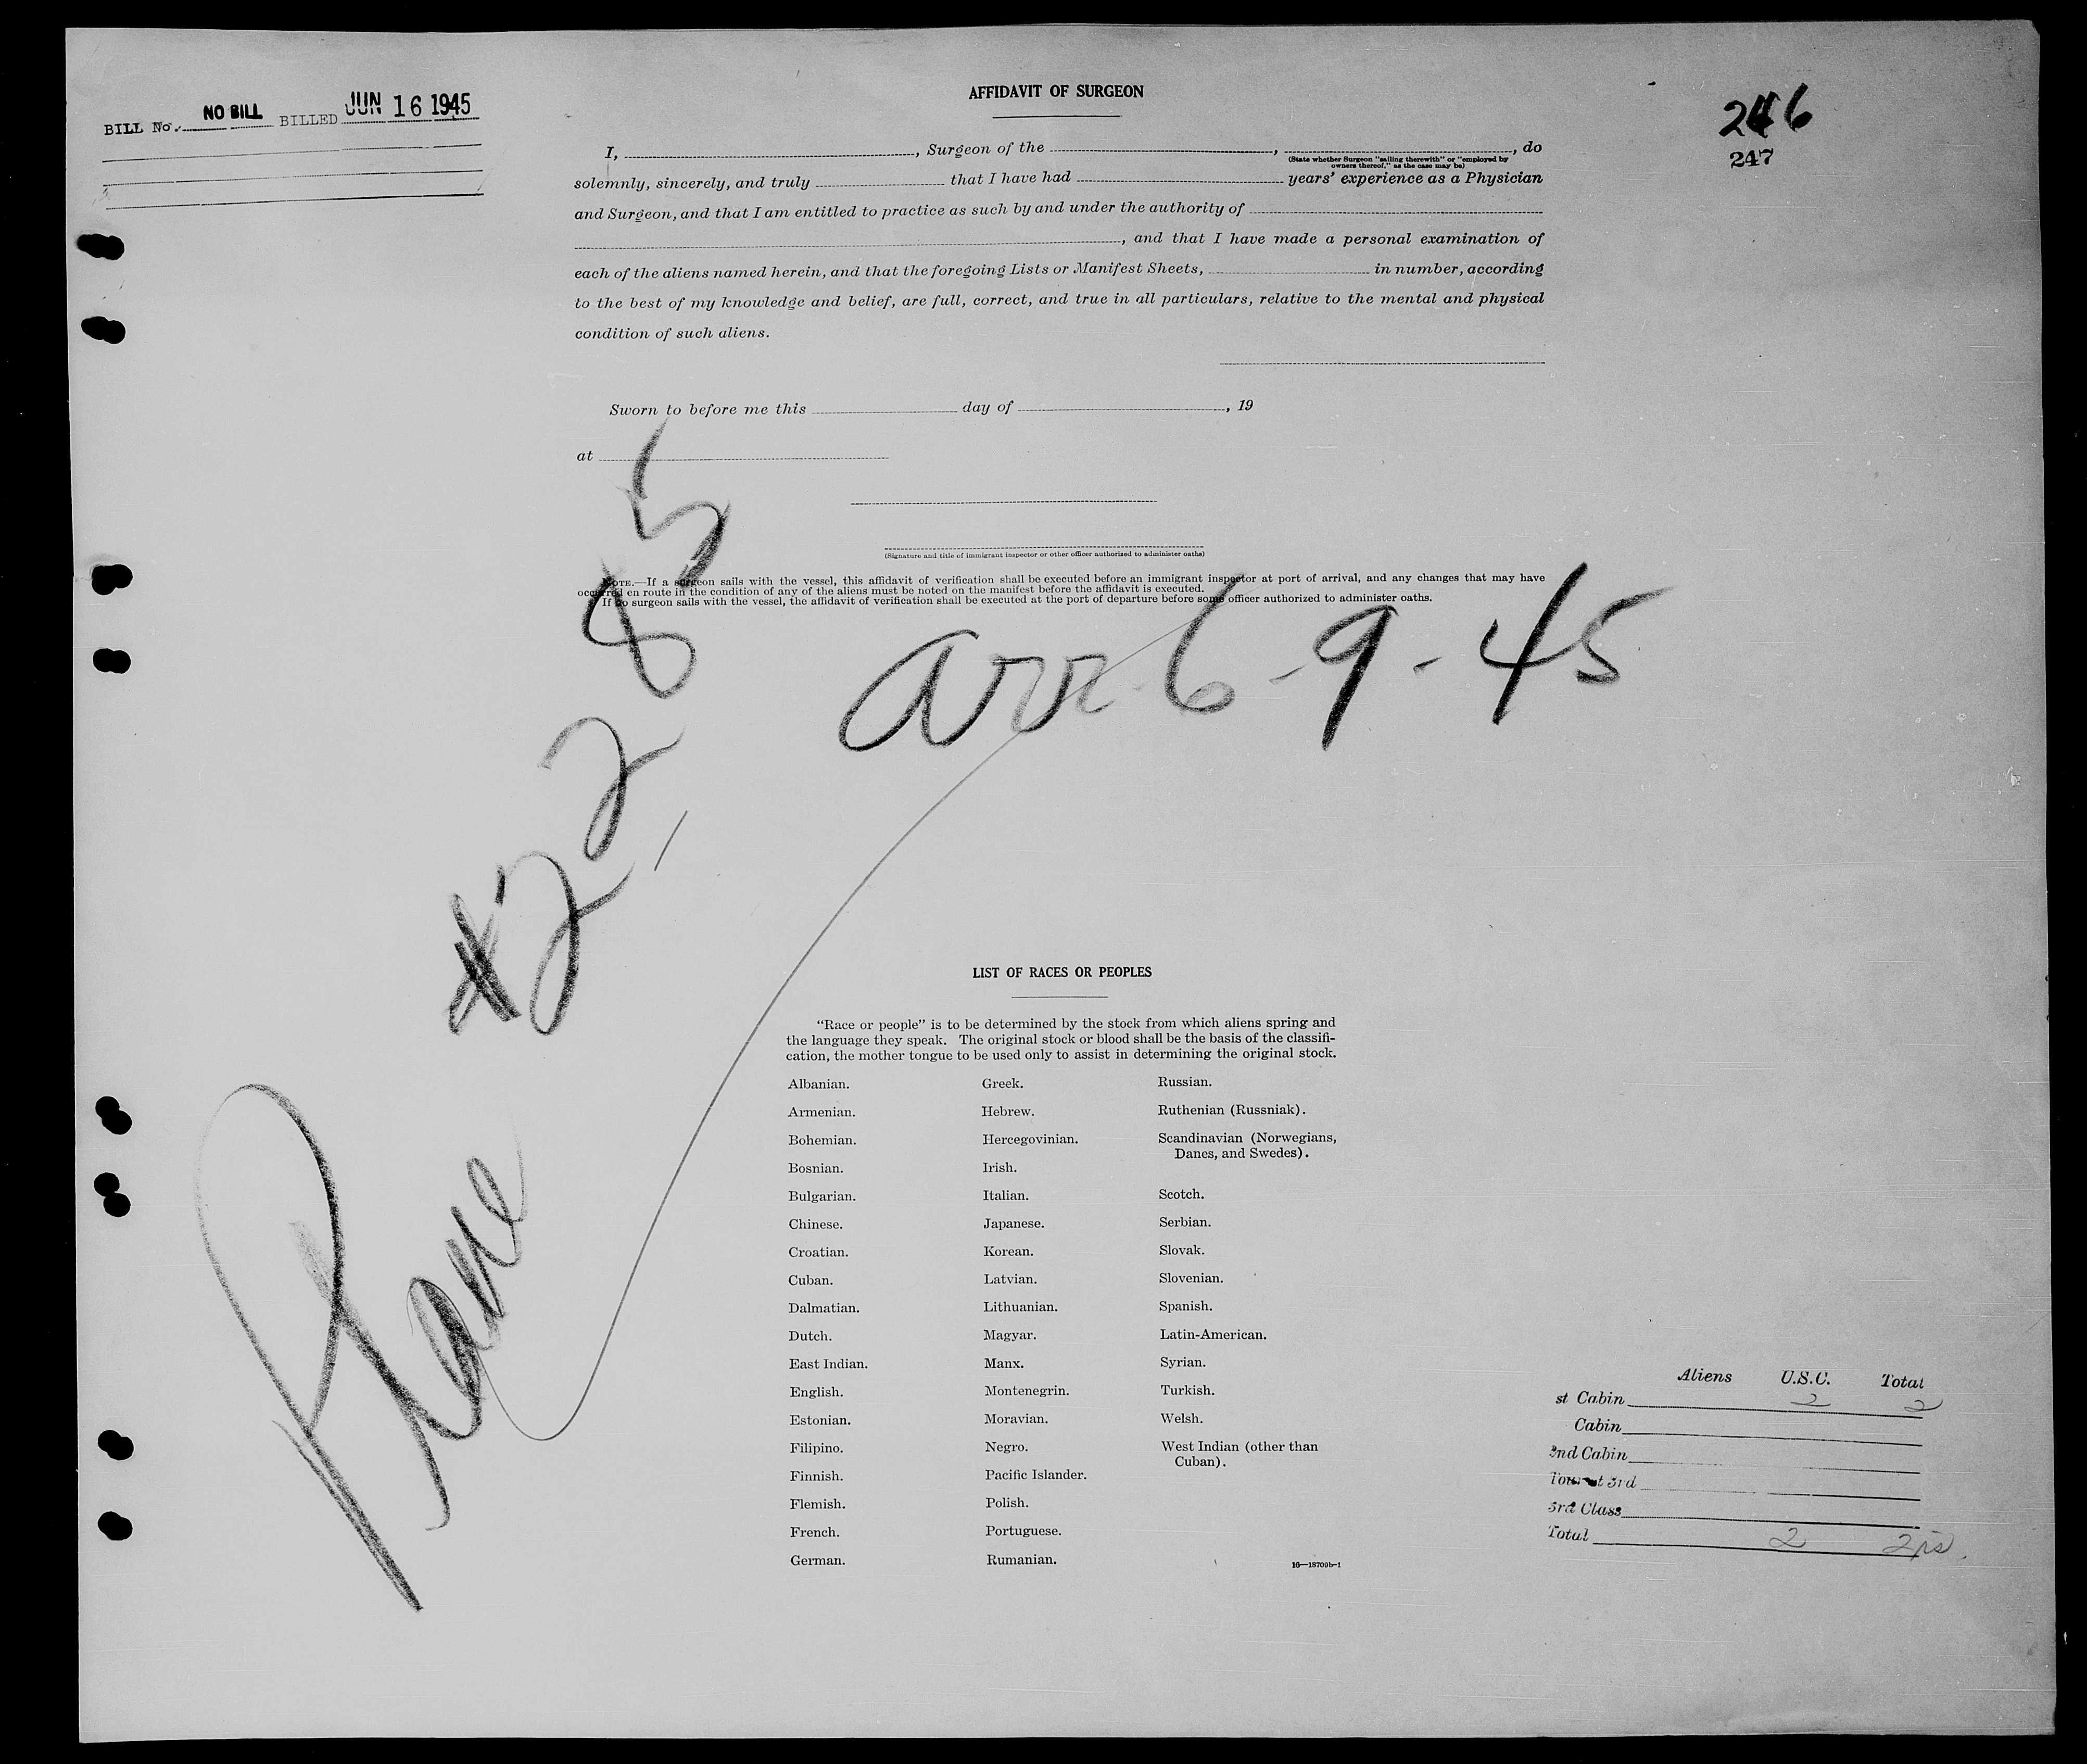 BILL No. NO BILL BILLED JUN 16 1945
AFFIDAVIT OF SURGEON
246
247
I, , Surgeon of the , , do
(State whether Surgeon "sailing therewith" or "employed by
owners thereof," as the case may be)
solemnly, sincerely, and truly that I have had years' experience as a Physician
and Surgeon, and that I am entitled to practice as such by and under the authority of
, and that I have made a personal examination of
each of the aliens named herein, and that the foregoing Lists or Manifest Sheets, in number, according
to the best of my knowledge and belief, are full, correct, and true in all particulars, relative to the mental and physical
condition of such aliens.
Sworn to before me this day of , 19
at
(Signature and title of immigrant inspector or other officer authorized to administer oaths)
NOTE.—If a surgeon sails with the vessel, this affidavit of verification shall be executed before an immigrant inspector at port of arrival, and any changes that may have
occurred en route in the condition of any of the aliens must be noted on the manifest before the affidavit is executed.
If no surgeon sails with the vessel, the affidavit of verification shall be executed at the port of departure before some officer authorized to administer oaths.
arr 6-9-45
Plane #2285
LIST OF RACES OR PEOPLES
"Race or people" is to be determined by the stock from which aliens spring and
the language they speak. The original stock or blood shall be the basis of the classifi-
cation, the mother tongue to be used only to assist in determining the original stock.
Albanian.
Armenian.
Bohemian.
Bosnian.
Bulgarian.
Chinese.
Croatian.
Cuban.
Dalmatian.
Dutch.
East Indian.
English.
Estonian.
Filipino.
Finnish.
Flemish.
French.
German.
Greek.
Hebrew.
Hercegovinian.
Irish.
Italian.
Japanese.
Korean.
Latvian.
Lithuanian.
Magyar.
Manx.
Montenegrin.
Moravian.
Negro.
Pacific Islander.
Polish.
Portuguese.
Rumanian.
Russian.
Ruthenian (Russniak).
Scandinavian (Norwegians,
Danes, and Swedes).
Scotch.
Serbian.
Slovak.
Slovenian.
Spanish.
Latin-American.
Syrian.
Turkish.
Welsh.
West Indian (other than
Cuban).
16—18709b-1
Aliens U.S.C. Total
st Cabin 2 2
Cabin
2nd Cabin
Tourist 3rd
3rd Class
Total 2 2